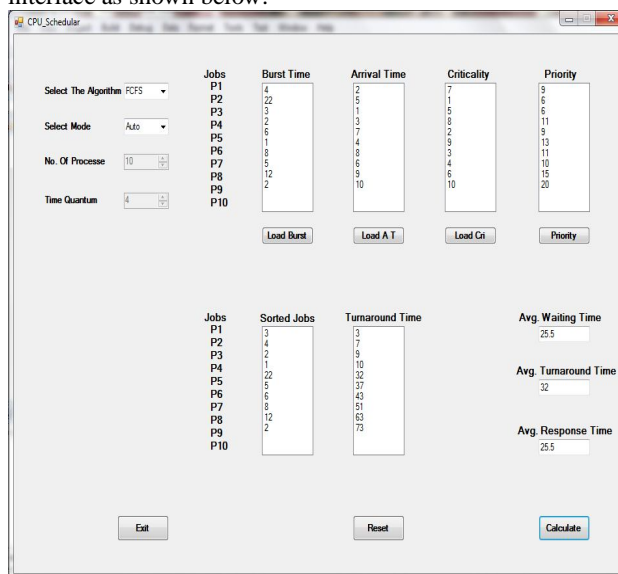 interface as shown below:
CPU_Schedular
Select The Algorithm FCFS
Select Mode Auto
No. Of Processe 10
Time Quantum 4
Jobs Burst Time Arrival Time Criticality Priority
P1 4 2 7 9
P2 22 5 1 6
P3 3 1 5 6
P4 2 3 8 11
P5 6 7 2 9
P6 1 4 9 13
P7 8 8 3 11
P8 5 6 4 10
P9 12 9 6 15
P10 2 10 10 20
Load Burst Load A T Load Cri Priority
Jobs Sorted Jobs Turnaround Time
P1 3 3
P2 4 7
P3 2 9
P4 1 10
P5 22 32
P6 5 37
P7 6 43
P8 8 51
P9 12 63
P10 2 73
Avg. Waiting Time
25.5
Avg. Turnaround Time
32
Avg. Response Time
25.5
Exit Reset Calculate